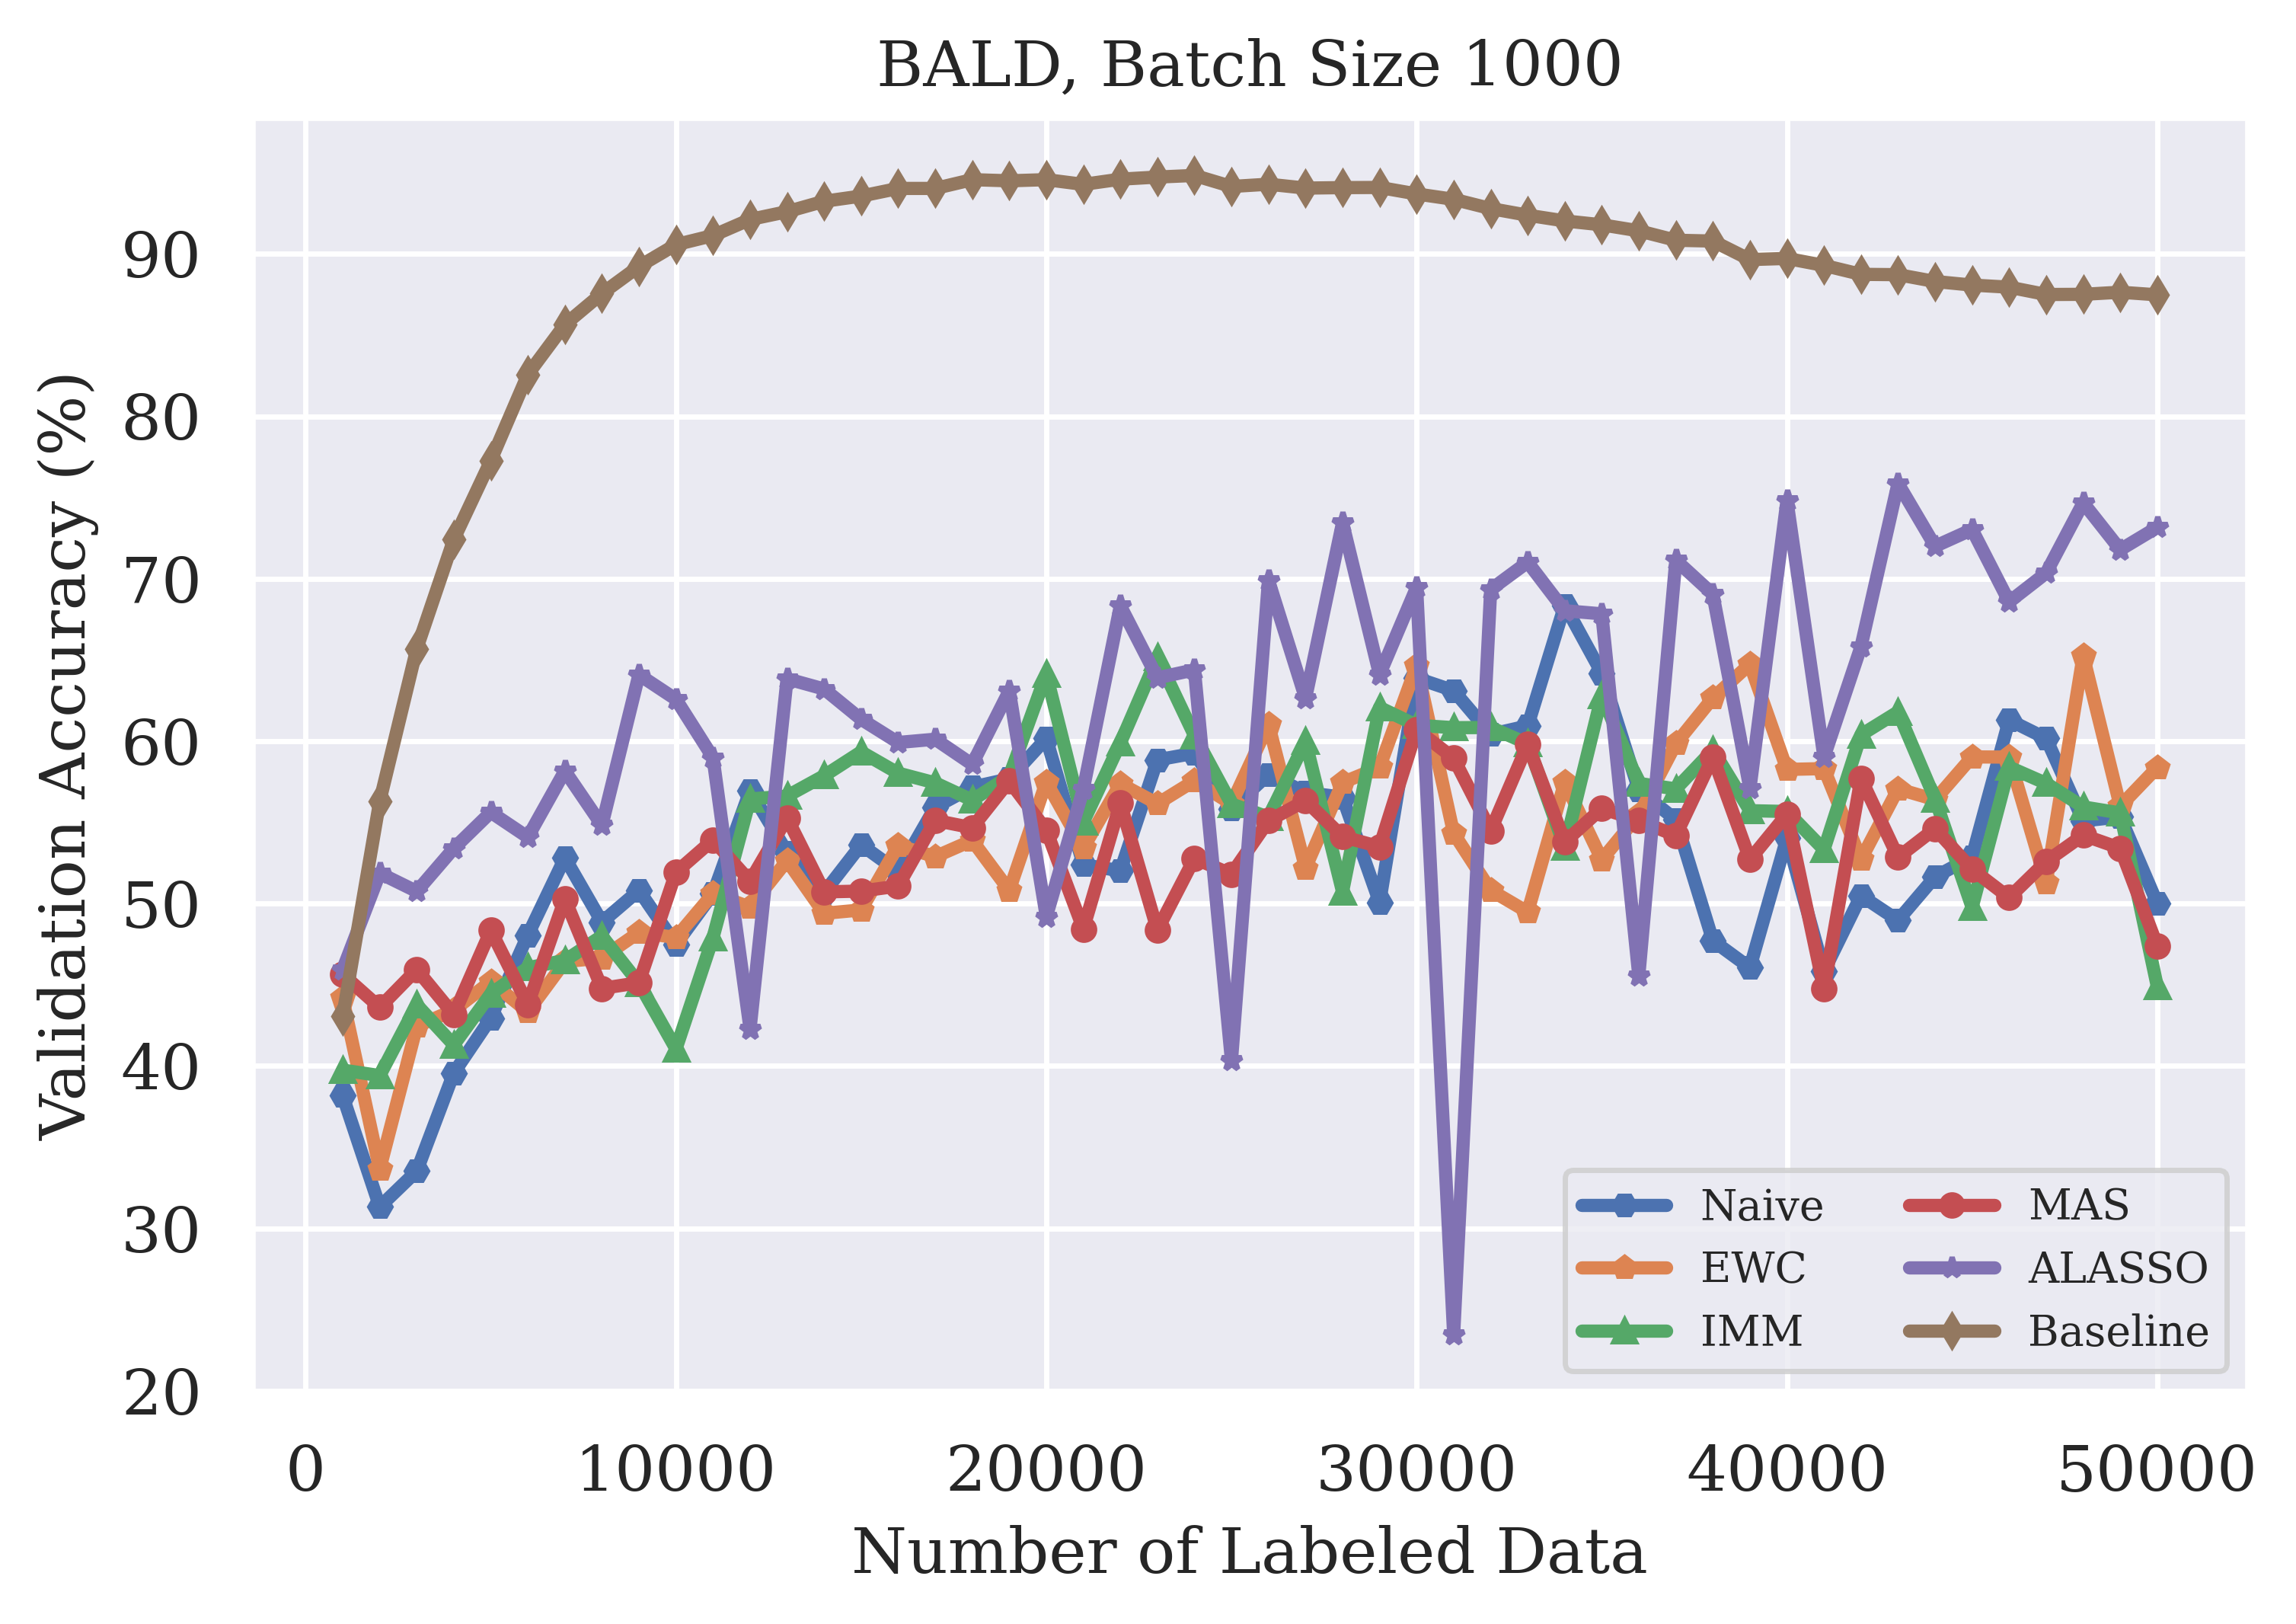 BALD, Batch Size 1000
Validation Accuracy (%)
90
80
70
60
50
40
30
20
0 10000 20000 30000 40000 50000
Number of Labeled Data
Naive MAS
EWC ALASSO
IMM Baseline